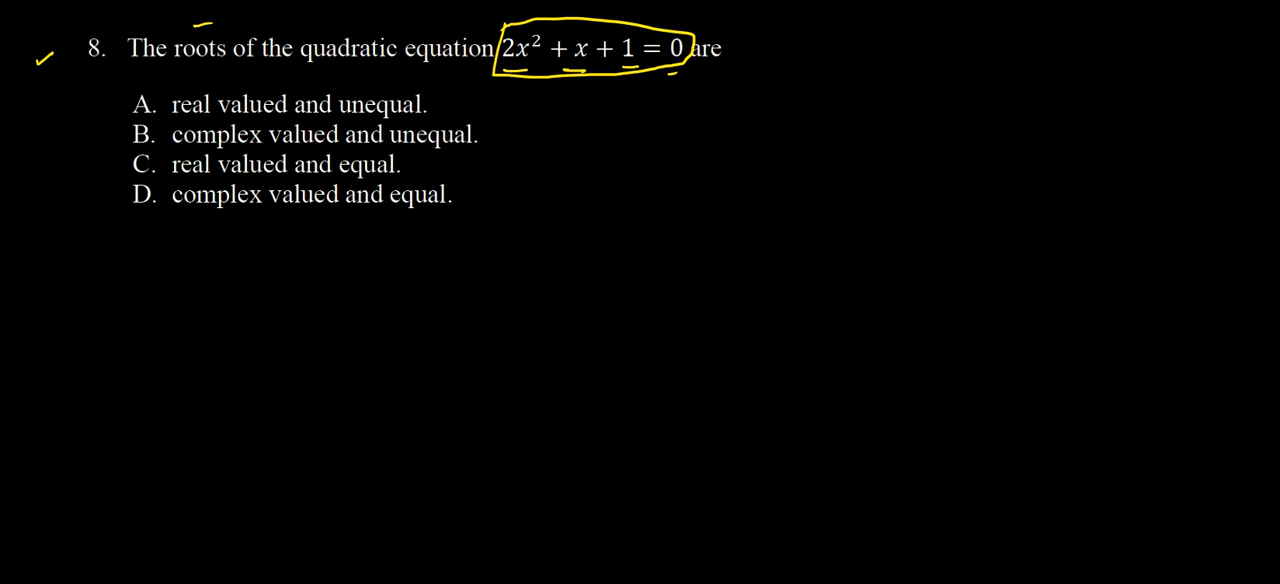 8. The roots of the quadratic equation 2x² + x + 1 = 0 are
A. real valued and unequal.
B. complex valued and unequal.
C. real valued and equal.
D. complex valued and equal.